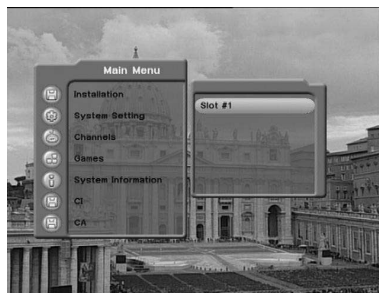 Main Menu
Installation
System Setting
Channels
Games
System Information
CI
CA
Slot #1